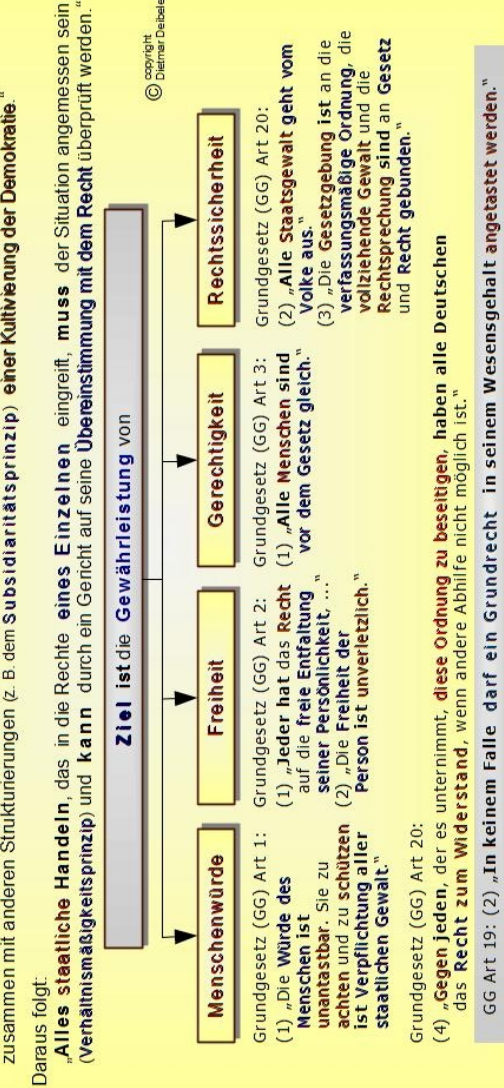 zusammen mit anderen Strukturierungen (z. B. dem Subsidiaritätsprinzip) einer Kultivierung der Demokratie.“
Daraus folgt:
„Alles staatliche Handeln, das in die Rechte eines Einzelnen eingreift, muss der Situation angemessen sein
(Verhältnismäßigkeitsprinzip) und kann durch ein Gericht auf seine Übereinstimmung mit dem Recht überprüft werden.“
© copyright
Dietmar Deibele
Ziel ist die Gewährleistung von
Menschenwürde
Grundgesetz (GG) Art 1:
(1) „Die Würde des
Menschen ist
unantastbar. Sie zu
achten und zu schützen
ist Verpflichtung aller
staatlichen Gewalt.“
Freiheit
Grundgesetz (GG) Art 2:
(1) „Jeder hat das Recht
auf die freie Entfaltung
seiner Persönlichkeit, ...“
(2) „Die Freiheit der
Person ist unverletzlich.“
Gerechtigkeit
Grundgesetz (GG) Art 3:
(1) „Alle Menschen sind
vor dem Gesetz gleich.“
Rechtssicherheit
Grundgesetz (GG) Art 20:
(2) „Alle Staatsgewalt geht vom
Volke aus.“
(3) „Die Gesetzgebung ist an die
verfassungsmäßige Ordnung, die
vollziehende Gewalt und die
Rechtsprechung sind an Gesetz
und Recht gebunden.“
Grundgesetz (GG) Art 20:
(4) „Gegen jeden, der es unternimmt, diese Ordnung zu beseitigen, haben alle Deutschen
das Recht zum Widerstand, wenn andere Abhilfe nicht möglich ist.“
GG Art 19: (2) „In keinem Falle darf ein Grundrecht in seinem Wesensgehalt angetastet werden.“